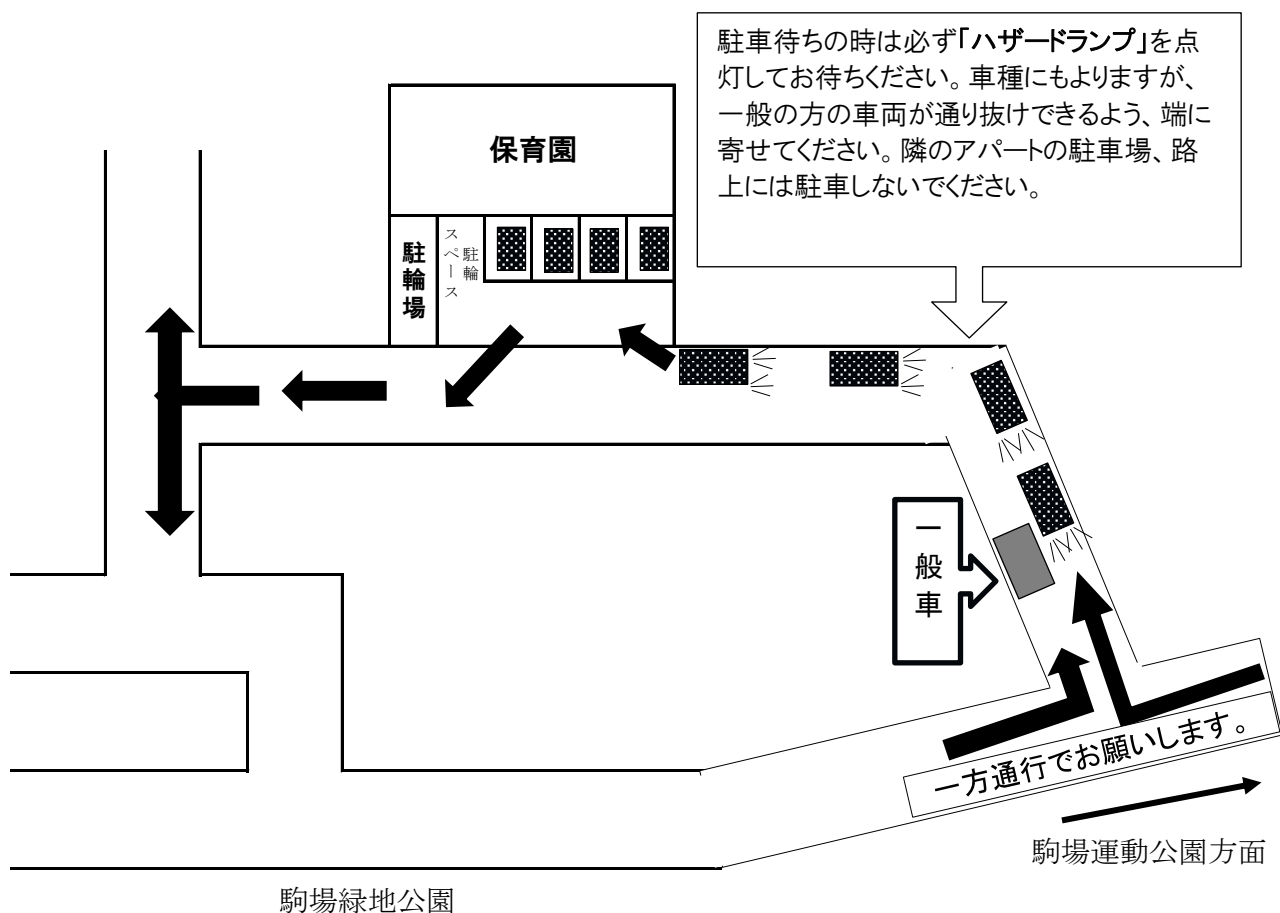 駐車待ちの時は必ず「ハザードランプ」を点
灯してお待ちください。車種にもよりますが、
一般の方の車両が通り抜けできるよう、端に
寄せてください。隣のアパートの駐車場、路
上には駐車しないでください。
保育園
駐輪場
駐輪
スペース
一般車
一方通行でお願いします。
駒場運動公園方面
駒場緑地公園